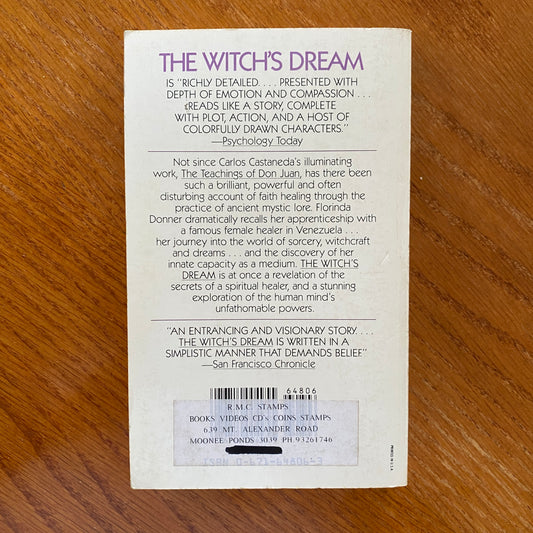 THE WITCH'S DREAM
IS "RICHLY DETAILED. . . . PRESENTED WITH
DEPTH OF EMOTION AND COMPASSION . . .
£READS LIKE A STORY, COMPLETE
WITH PLOT, ACTION, AND A HOST OF
COLORFULLY DRAWN CHARACTERS."
—Psychology Today
Not since Carlos Castaneda's illuminating
work, The Teachings of Don Juan, has there been
such a brilliant, powerful and often
disturbing account of faith healing through the
practice of ancient mystic lore. Florinda
Donner dramatically recalls her apprenticeship with
a famous female healer in Venezuela . . .
her journey into the world of sorcery, witchcraft
and dreams . . . and the discovery of her
innate capacity as a medium. THE WITCH'S
DREAM is at once a revelation of the
secrets of a spiritual healer, and a stunning
exploration of the human mind's
unfathomable powers.
"AN ENTRANCING AND VISIONARY STORY. . . .
THE WITCH'S DREAM IS WRITTEN IN A
SIMPLISTIC MANNER THAT DEMANDS BELIEF"
—San Francisco Chronicle
64806
R.M.C. STAMPS
BOOKS VIDEOS CD's COINS STAMPS
639 MT. ALEXANDER ROAD
MOONEE PONDS 3039 PH 93261746
ISBN 0-671-64806-3
PRINTED IN U.S.A.